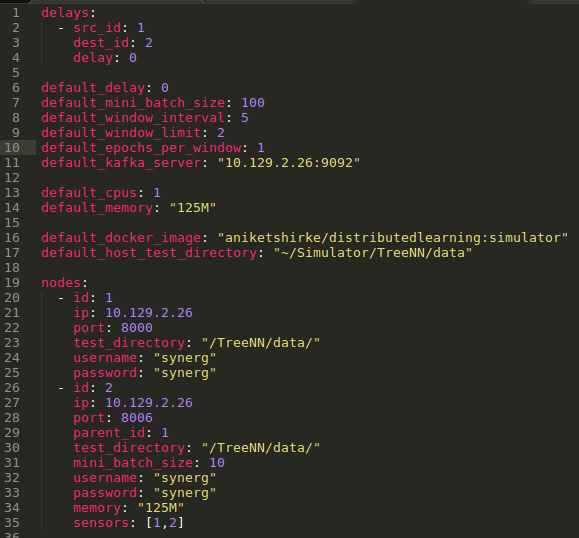 1 delays:
2   - src_id: 1
3     dest_id: 2
4     delay: 0
5
6 default_delay: 0
7 default_mini_batch_size: 100
8 default_window_interval: 5
9 default_window_limit: 2
10 default_epochs_per_window: 1
11 default_kafka_server: "10.129.2.26:9092"
12
13 default_cpus: 1
14 default_memory: "125M"
15
16 default_docker_image: "aniketshirke/distributedlearning:simulator"
17 default_host_test_directory: "~/Simulator/TreeNN/data"
18
19 nodes:
20   - id: 1
21     ip: 10.129.2.26
22     port: 8000
23     test_directory: "/TreeNN/data/"
24     username: "synerg"
25     password: "synerg"
26   - id: 2
27     ip: 10.129.2.26
28     port: 8006
29     parent_id: 1
30     test_directory: "/TreeNN/data/"
31     mini_batch_size: 10
32     username: "synerg"
33     password: "synerg"
34     memory: "125M"
35     sensors: [1,2]
36